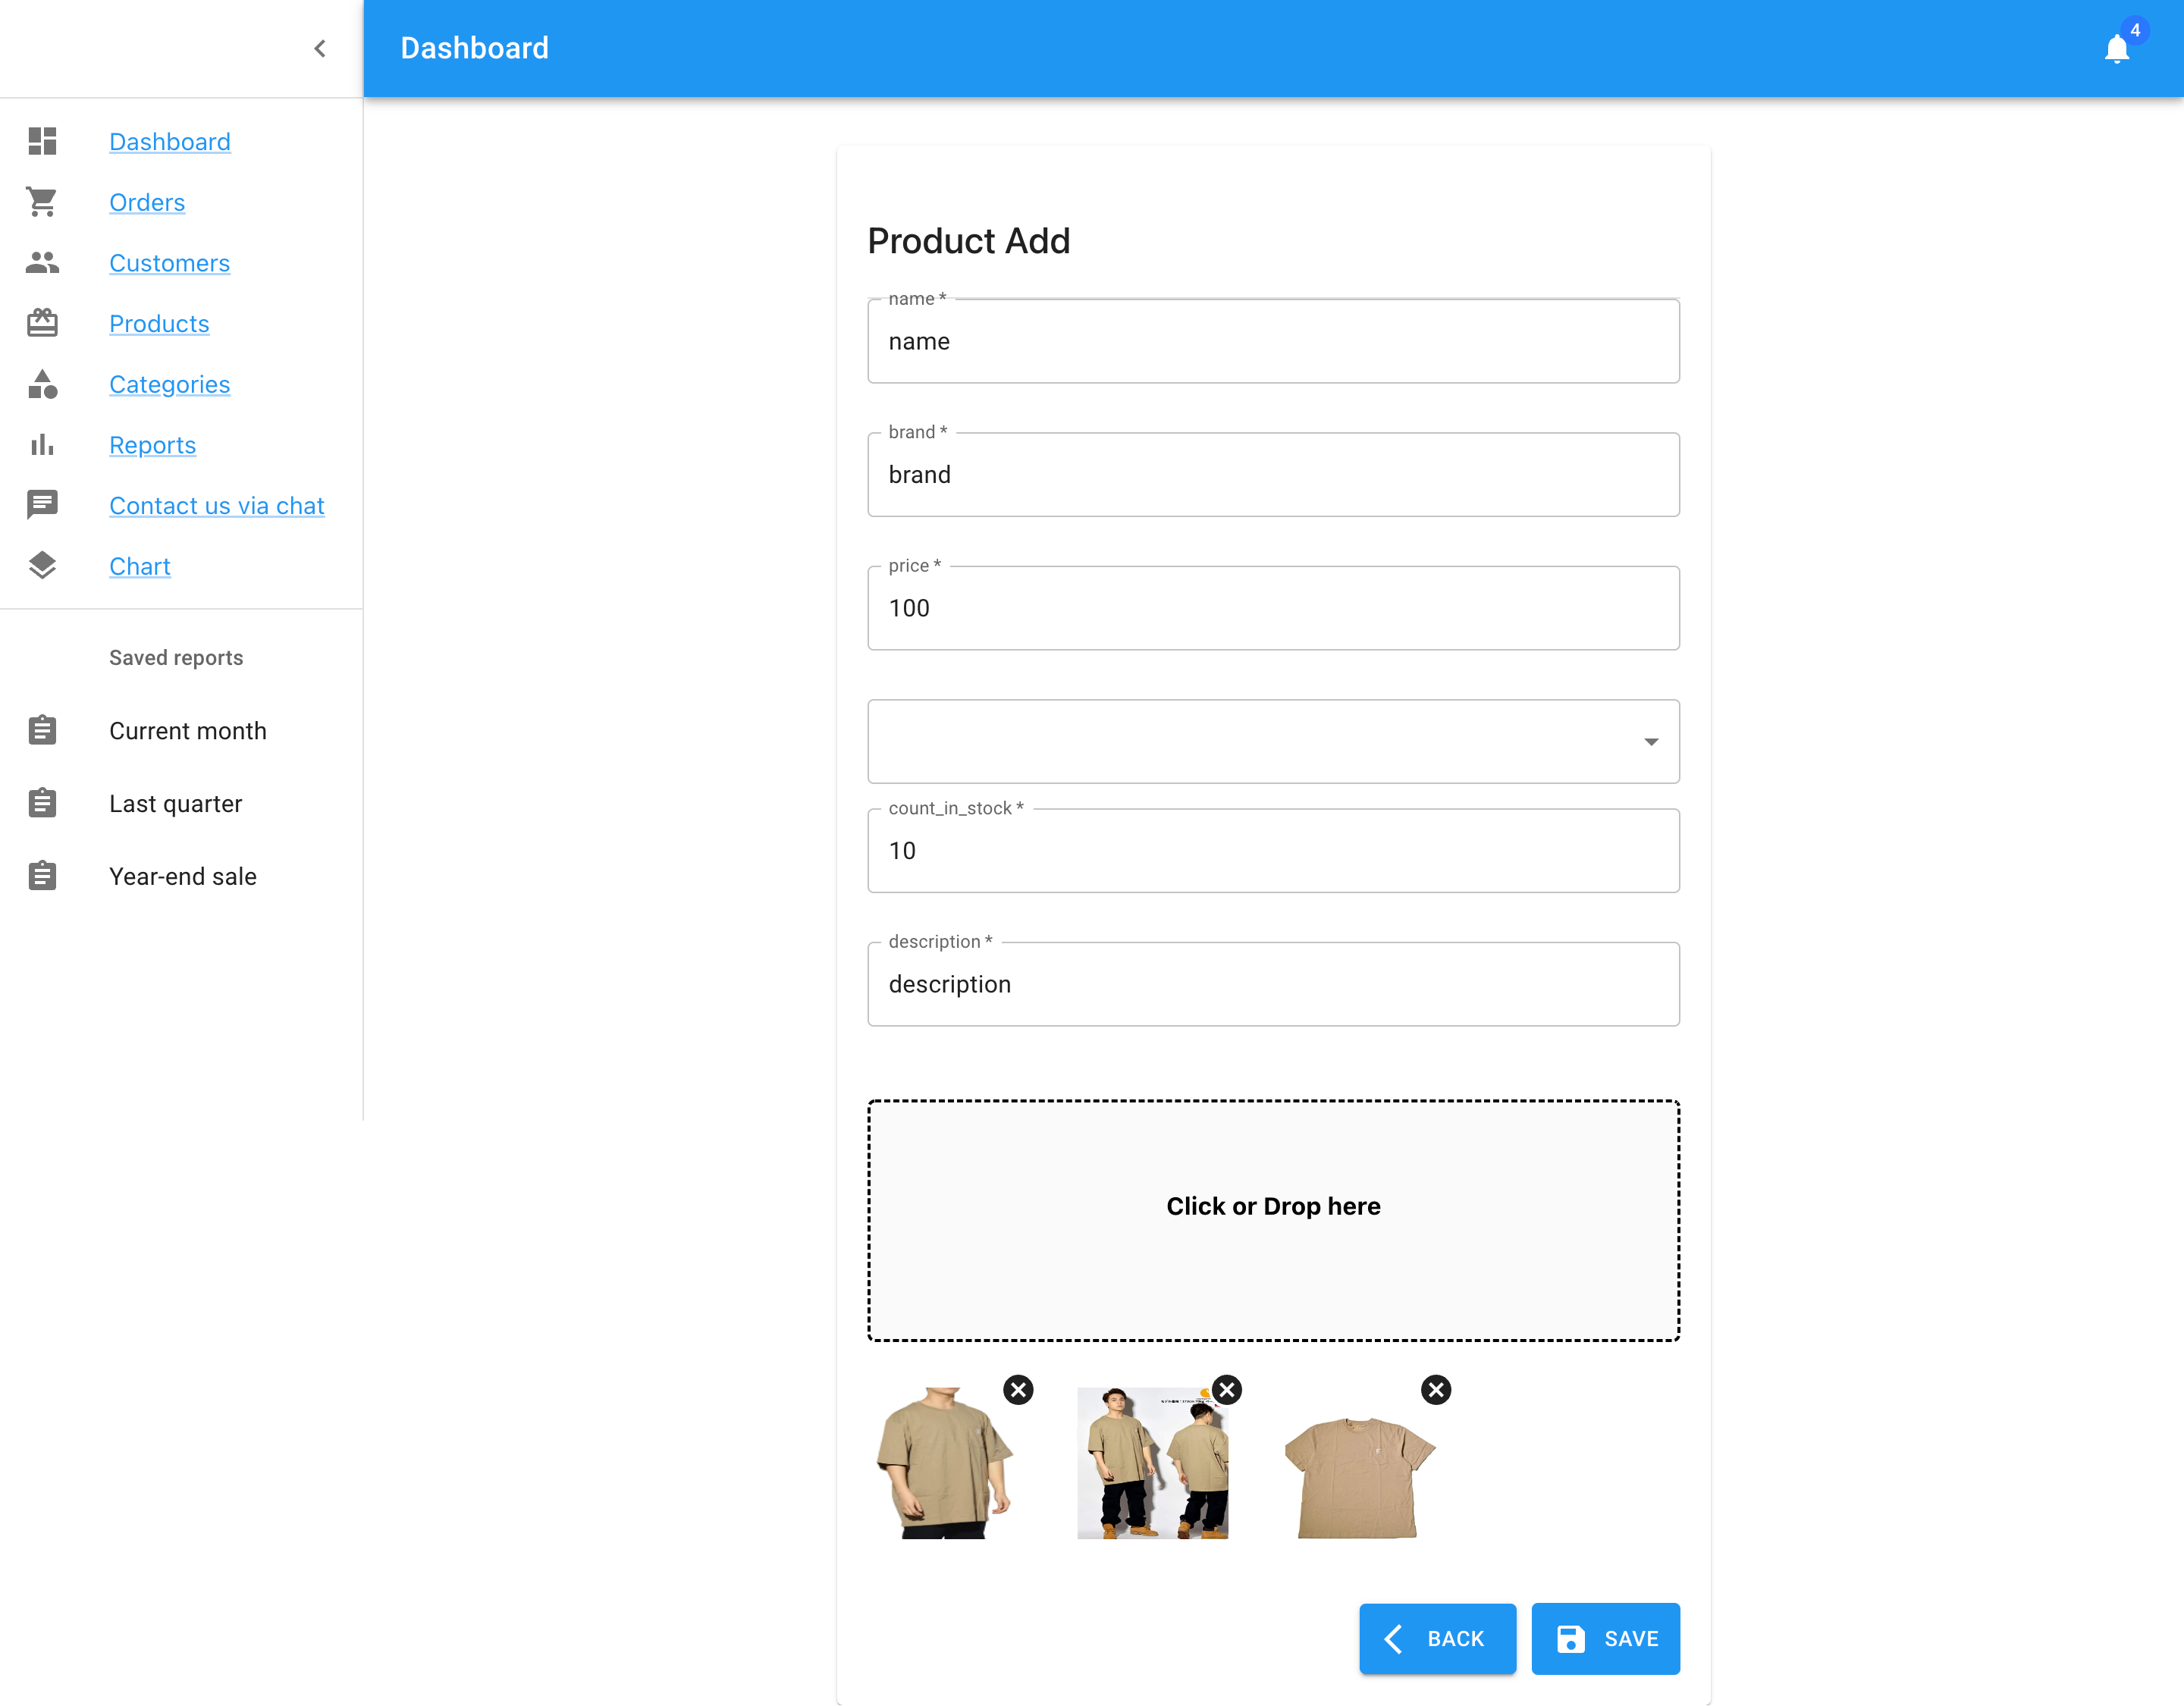 Dashboard
4
Dashboard
Orders
Customers
Products
Categories
Reports
Contact us via chat
Chart
Saved reports
Current month
Last quarter
Year-end sale
Product Add
name *
name
brand *
brand
price *
100
count_in_stock *
10
description *
description
Click or Drop here
BACK
SAVE